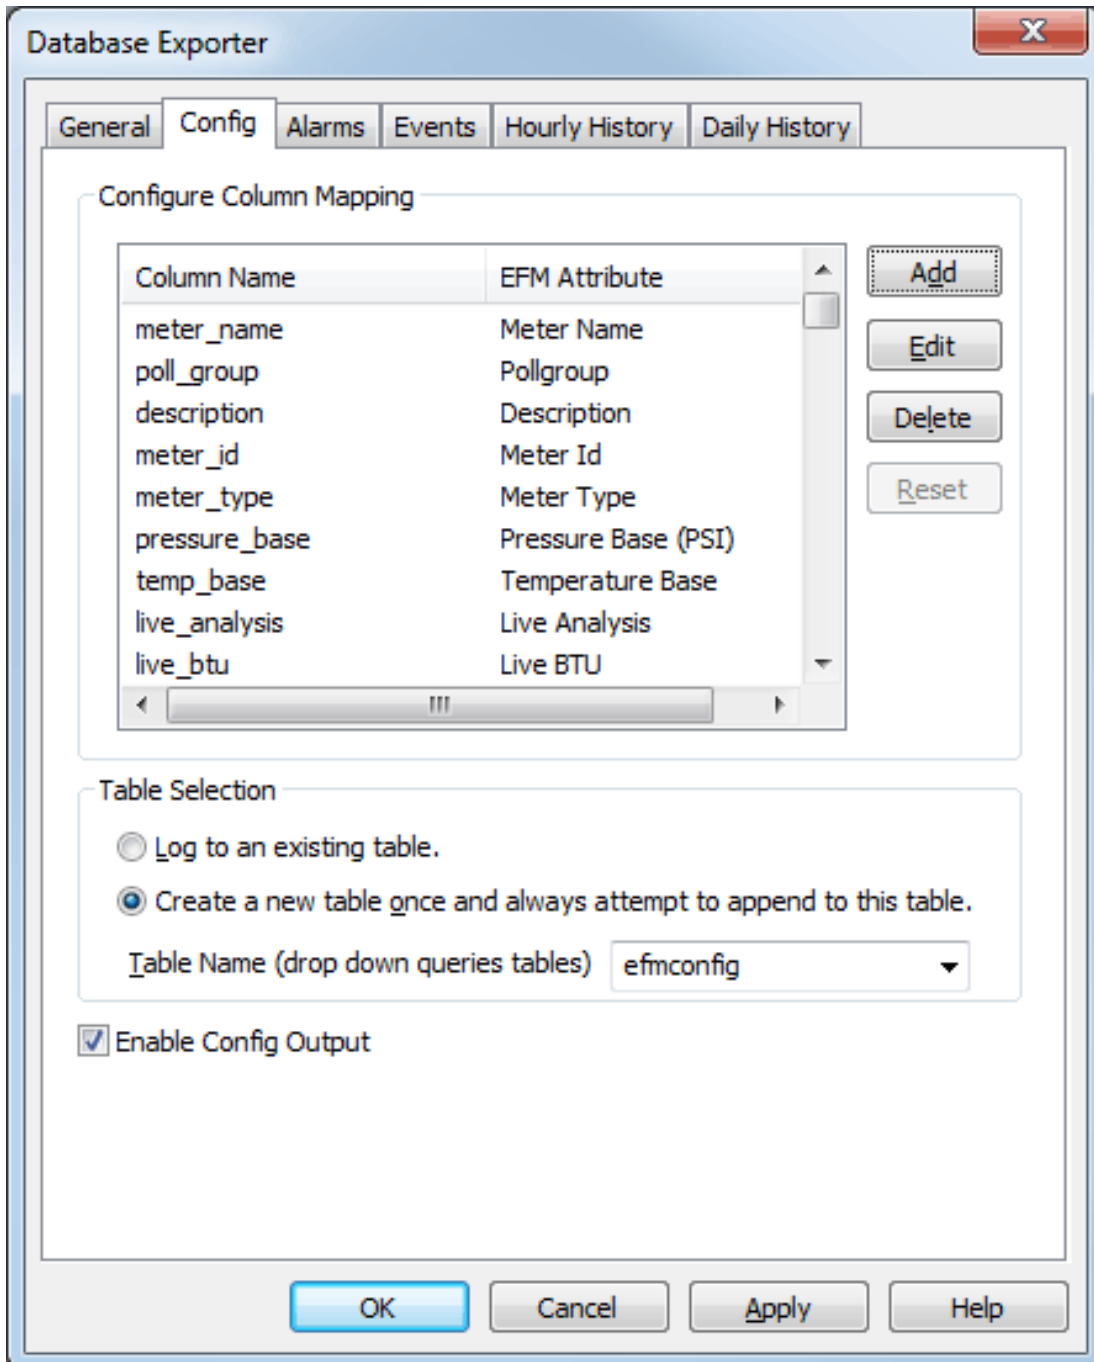 Database Exporter
General Config Alarms Events Hourly History Daily History
Configure Column Mapping
Column Name EFM Attribute
Add
meter_name Meter Name
poll_group Pollgroup
Edit
description Description
Delete
meter_id Meter Id
meter_type Meter Type
Reset
pressure_base Pressure Base (PSI)
temp_base Temperature Base
live_analysis Live Analysis
live_btu Live BTU
Table Selection
Log to an existing table.
Create a new table once and always attempt to append to this table.
Table Name (drop down queries tables) efmconfig
Enable Config Output
OK Cancel Apply Help